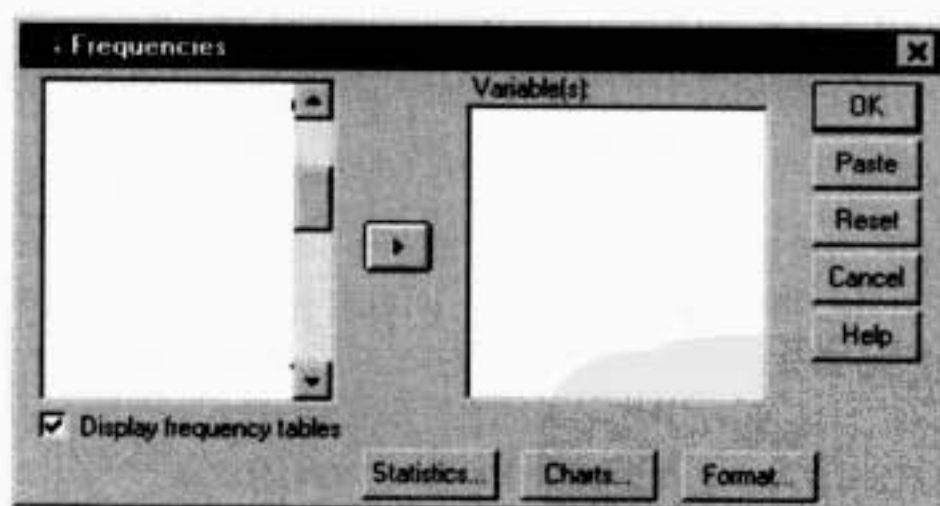 Frequencies
Variable(s):
OK
Paste
Reset
Cancel
Help
Display frequency tables
Statistics...
Charts...
Format...